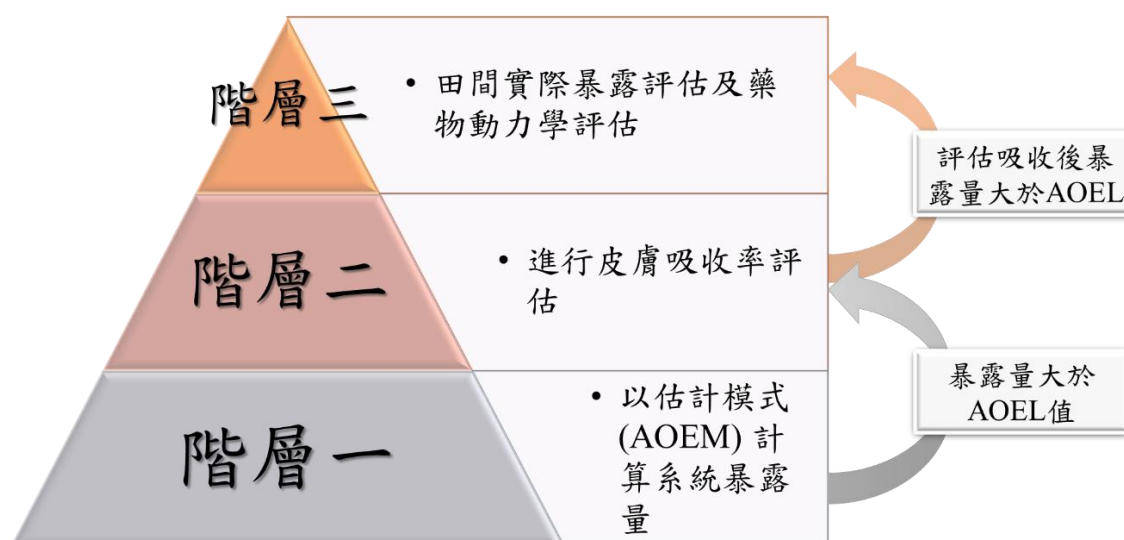 階層三
• 田間實際暴露評估及藥
物動力學評估
評估吸收後暴
露量大於AOEL
階層二
• 進行皮膚吸收率評
估
暴露量大於
AOEL值
階層一
• 以估計模式
(AOEM) 計
算系統暴露
量